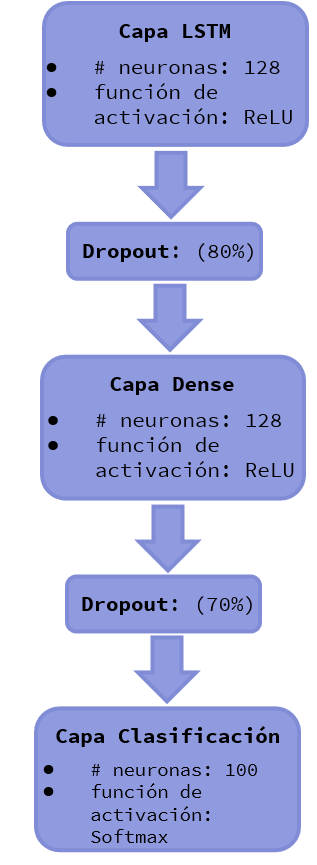 Capa LSTM
● # neuronas: 128
● función de
activación: ReLU
Dropout: (80%)
Capa Dense
● # neuronas: 128
● función de
activación: ReLU
Dropout: (70%)
Capa Clasificación
● # neuronas: 100
● función de
activación:
Softmax